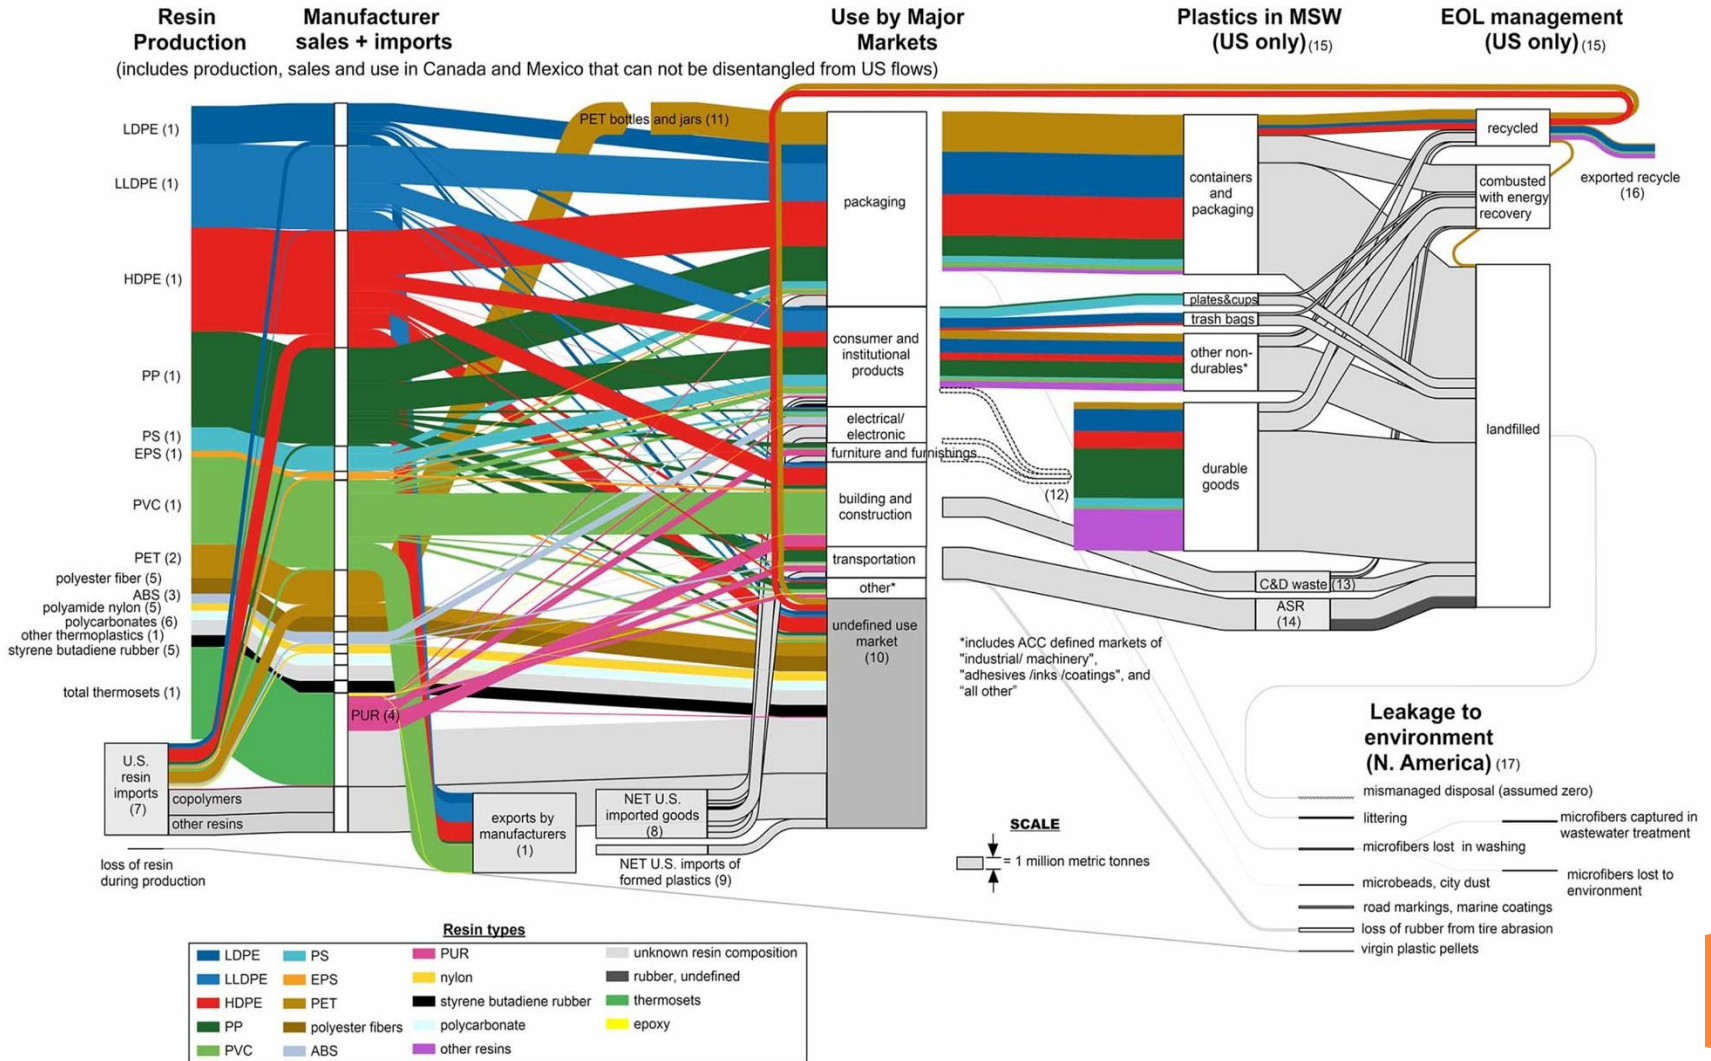 Resin
Production
Manufacturer
sales + imports
Use by Major
Markets
Plastics in MSW
(US only) (15)
EOL management
(US only) (15)
(includes production, sales and use in Canada and Mexico that can not be disentangled from US flows)
LDPE (1)
LLDPE (1)
HDPE (1)
PP (1)
PS (1)
EPS (1)
PVC (1)
PET (2)
polyester fiber (5)
ABS (3)
polyamide nylon (5)
polycarbonates (6)
other thermoplastics (1)
styrene butadiene rubber (5)
total thermosets (1)
U.S.
resin
imports
(7)
copolymers
other resins
loss of resin
during production
PUR (4)
PET bottles and jars (11)
exports by
manufacturers
(1)
NET U.S.
imported goods
(8)
NET U.S. imports of
formed plastics (9)
packaging
consumer and
institutional
products
electrical/
electronic
furniture and furnishings
building and
construction
transportation
other*
undefined use
market
(10)
containers
and
packaging
plates&cups
trash bags
other non-
durables*
durable
goods
(12)
C&D waste (13)
ASR
(14)
recycled
combusted
with energy
recovery
landfilled
exported recycle
(16)
*includes ACC defined markets of
"industrial/ machinery",
"adhesives /inks /coatings", and
"all other"
SCALE
= 1 million metric tonnes
Leakage to
environment
(N. America) (17)
mismanaged disposal (assumed zero)
littering
microfibers lost in washing
microfibers captured in
wastewater treatment
microfibers lost to
environment
microbeads, city dust
road markings, marine coatings
loss of rubber from tire abrasion
virgin plastic pellets
Resin types
LDPE
LLDPE
HDPE
PP
PVC
PS
EPS
PET
polyester fibers
ABS
PUR
nylon
styrene butadiene rubber
polycarbonate
other resins
unknown resin composition
rubber, undefined
thermosets
epoxy